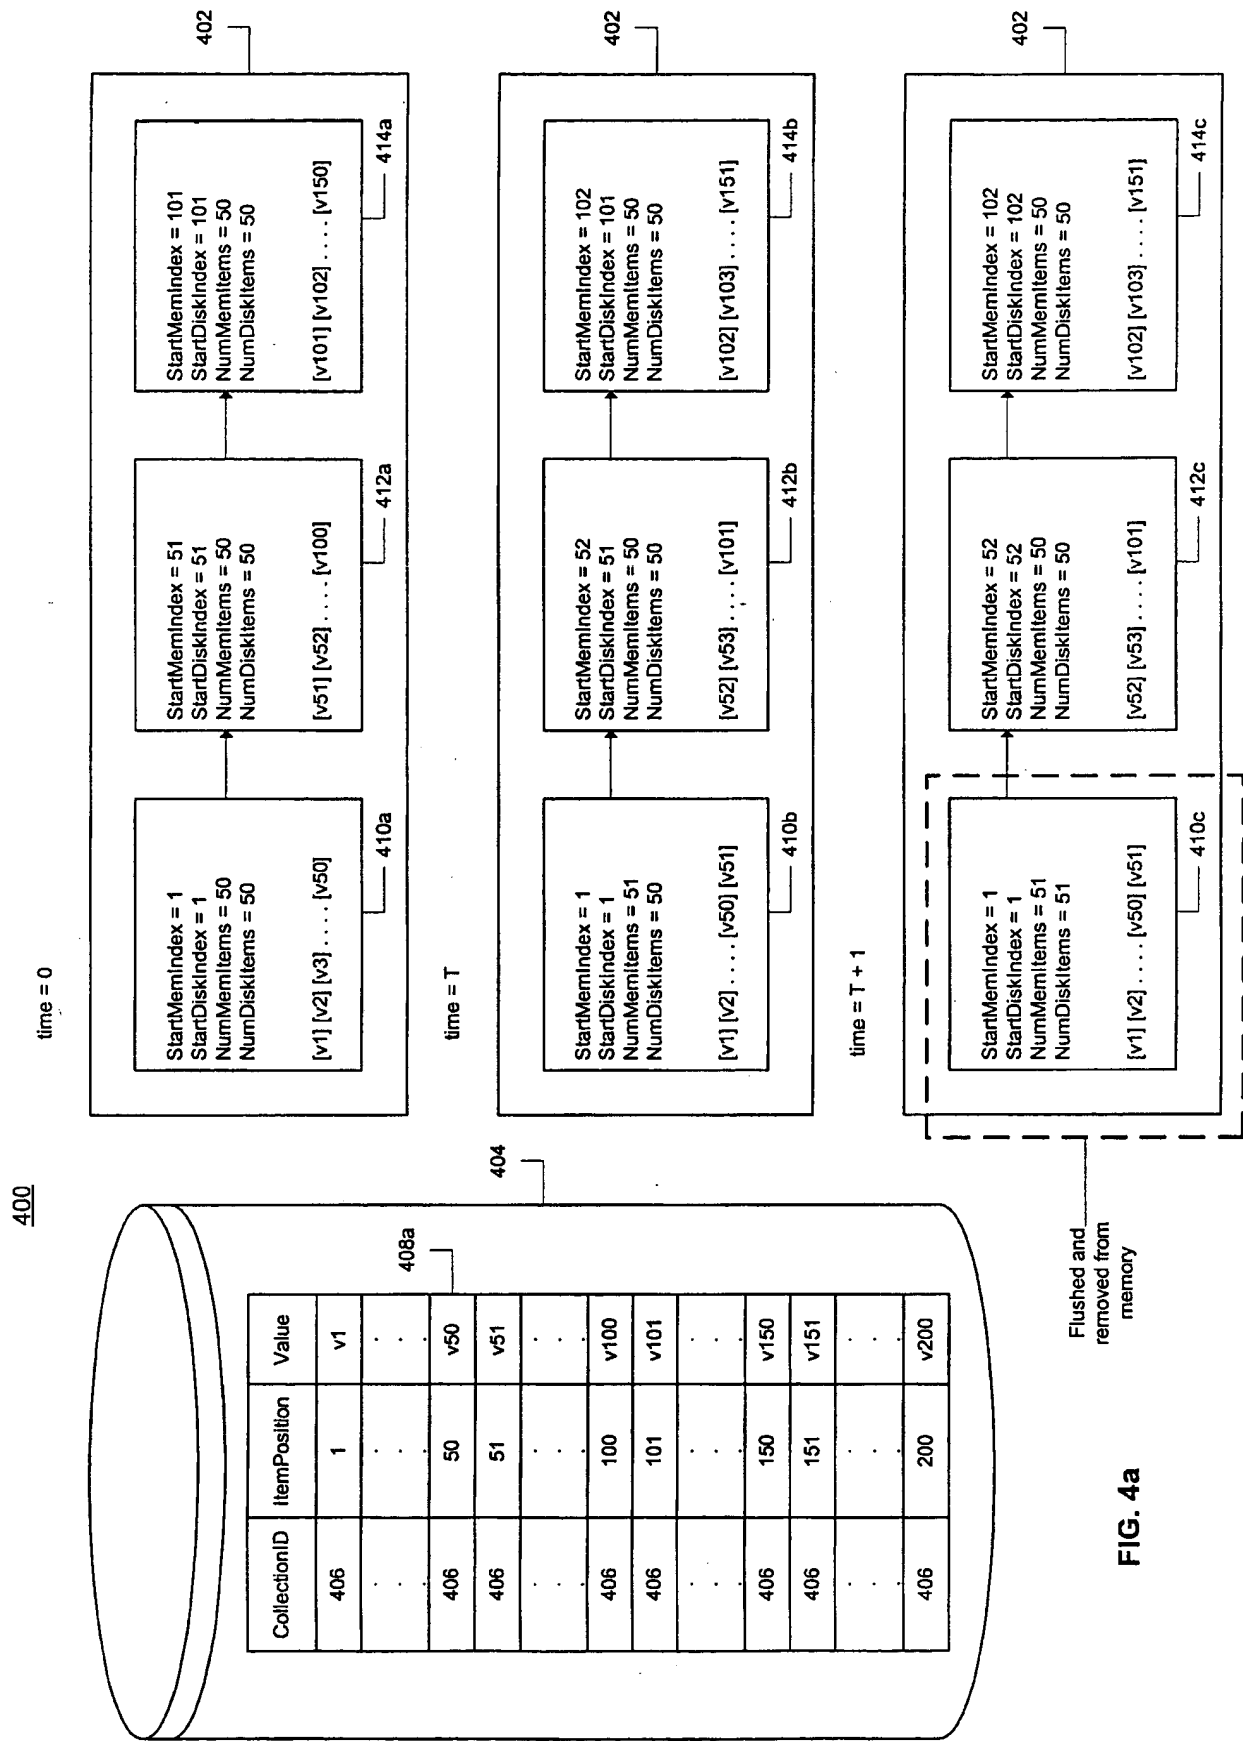 400
404
408a
CollectionID ItemPosition Value
406 1 v1
. . . . . . . . .
406 50 v50
406 51 v51
. . . . . . . . .
406 100 v100
406 101 v101
. . . . . . . . .
406 150 v150
406 151 v151
. . . . . . . . .
406 200 v200
time = 0
402
StartMemIndex = 1
StartDiskIndex = 1
NumMemItems = 50
NumDiskItems = 50
[v1] [v2] [v3] . . . . [v50]
410a
StartMemIndex = 51
StartDiskIndex = 51
NumMemItems = 50
NumDiskItems = 50
[v51] [v52] . . . . [v100]
412a
StartMemIndex = 101
StartDiskIndex = 101
NumMemItems = 50
NumDiskItems = 50
[v101] [v102] . . . . [v150]
414a
time = T
402
StartMemIndex = 1
StartDiskIndex = 1
NumMemItems = 51
NumDiskItems = 50
[v1] [v2] . . . . [v50] [v51]
410b
StartMemIndex = 52
StartDiskIndex = 51
NumMemItems = 50
NumDiskItems = 50
[v52] [v53] . . . . [v101]
412b
StartMemIndex = 102
StartDiskIndex = 101
NumMemItems = 50
NumDiskItems = 50
[v102] [v103] . . . . [v151]
414b
time = T + 1
402
StartMemIndex = 1
StartDiskIndex = 1
NumMemItems = 51
NumDiskItems = 51
[v1] [v2] . . . . [v50] [v51]
410c
StartMemIndex = 52
StartDiskIndex = 52
NumMemItems = 50
NumDiskItems = 50
[v52] [v53] . . . . [v101]
412c
StartMemIndex = 102
StartDiskIndex = 102
NumMemItems = 50
NumDiskItems = 50
[v102] [v103] . . . . [v151]
414c
Flushed and
removed from
memory
FIG. 4a